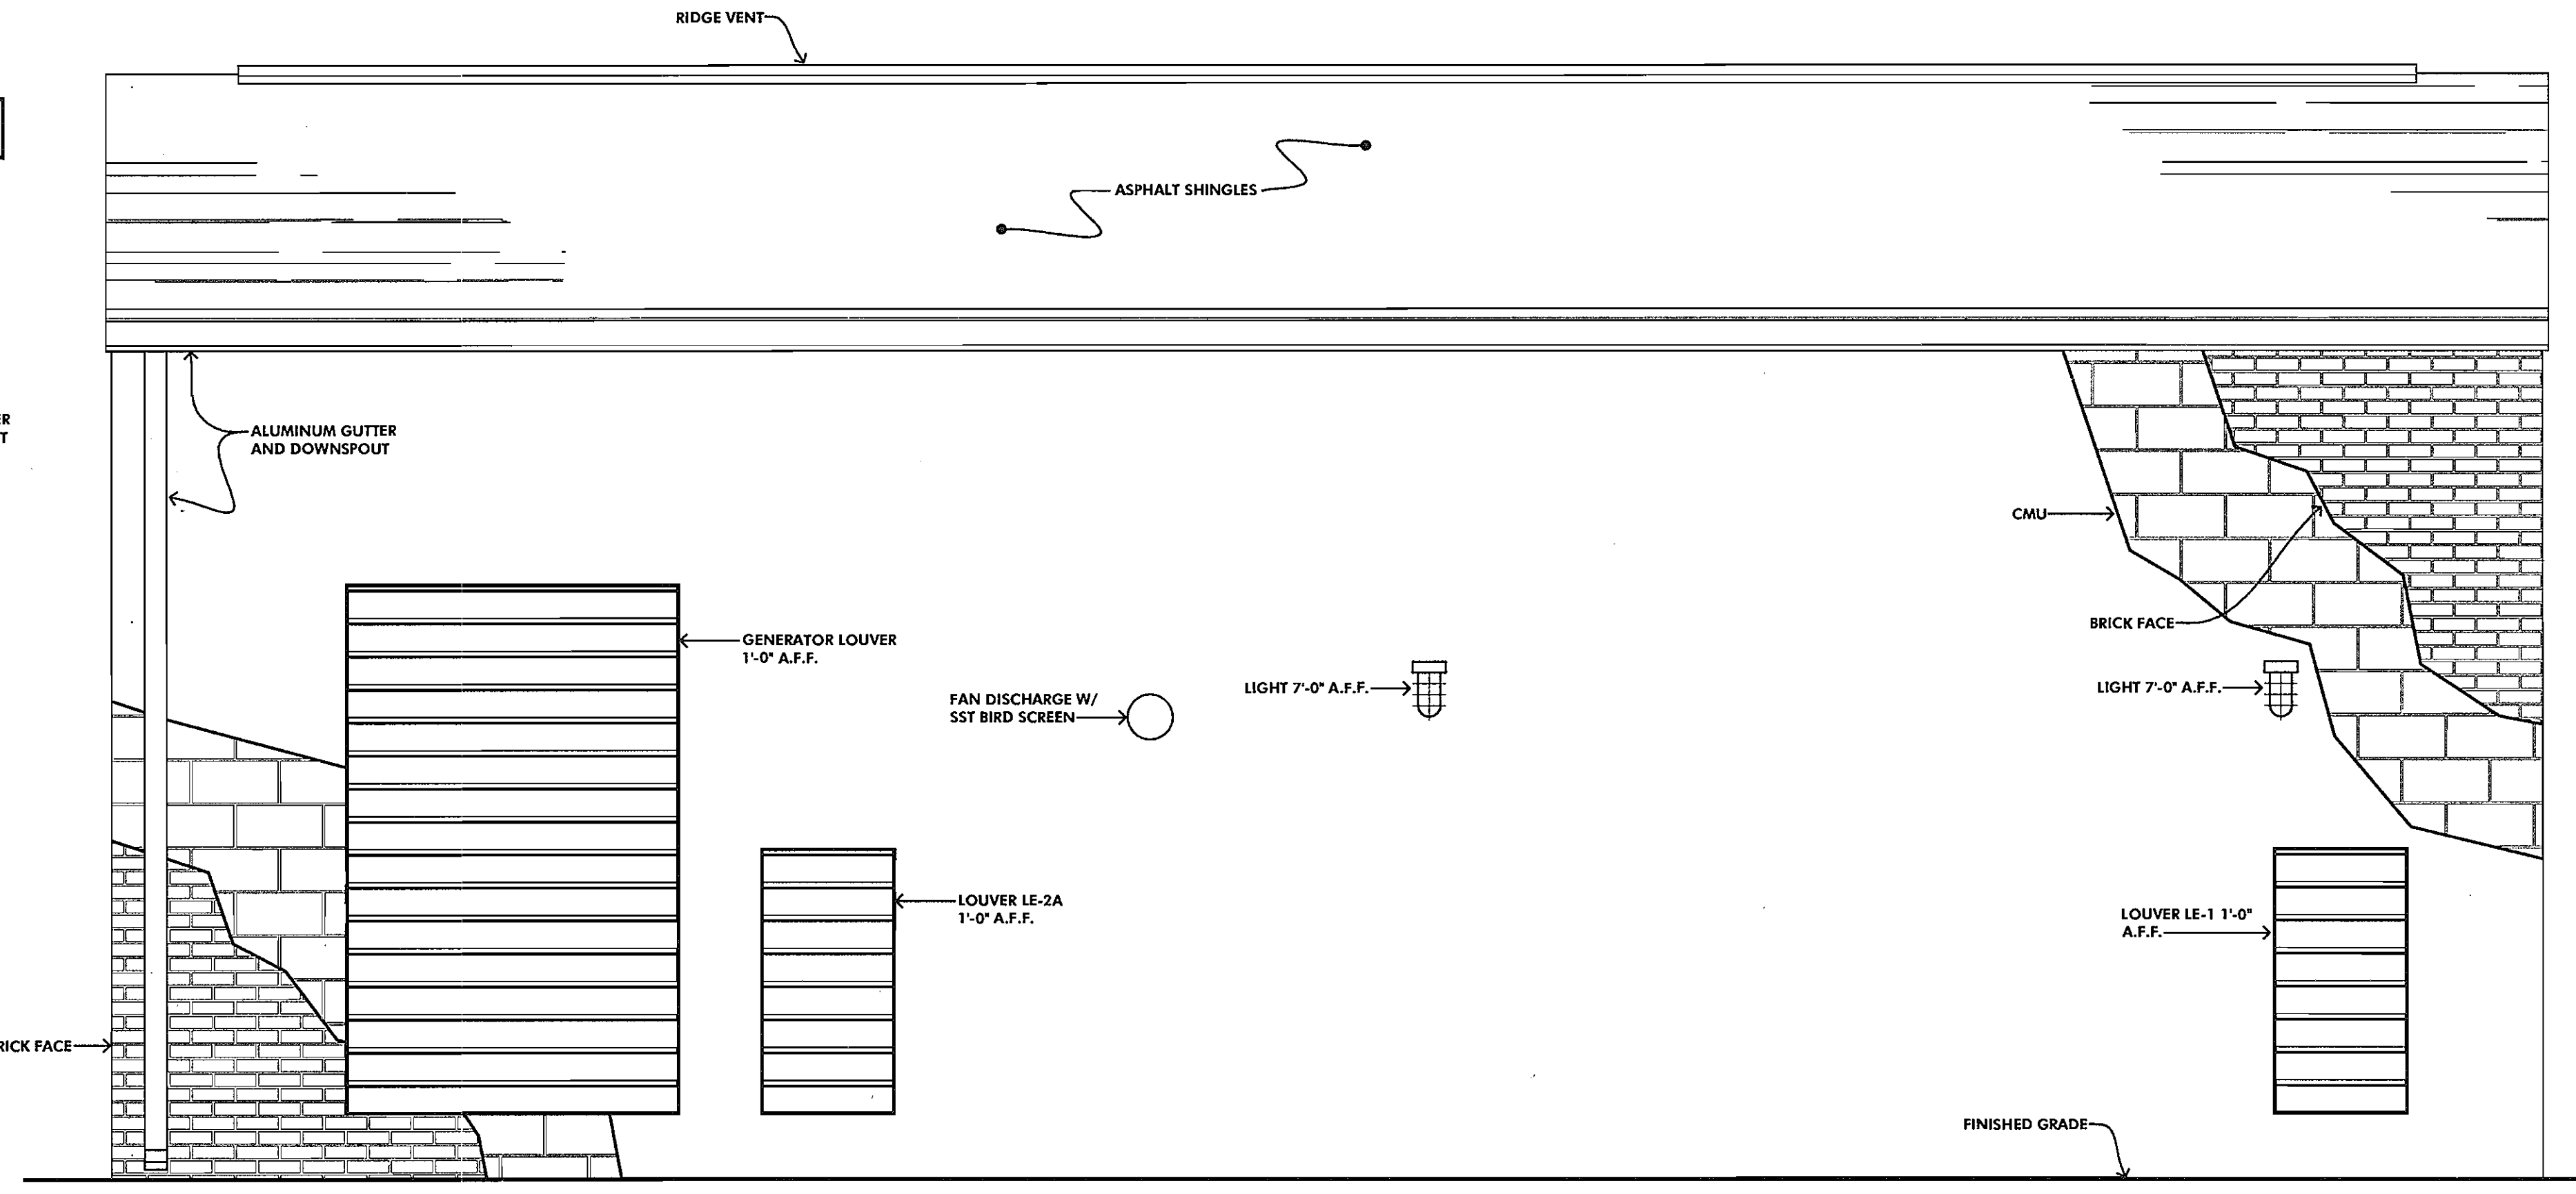 RIDGE VENT
ASPHALT SHINGLES
ER
T
ALUMINUM GUTTER
AND DOWNSPOUT
CMU
BRICK FACE
GENERATOR LOUVER
1'-0" A.F.F.
FAN DISCHARGE W/
SST BIRD SCREEN
LIGHT 7'-0" A.F.F.
LIGHT 7'-0" A.F.F.
LOUVER LE-2A
1'-0" A.F.F.
LOUVER LE-1 1'-0"
A.F.F.
RICK FACE
FINISHED GRADE